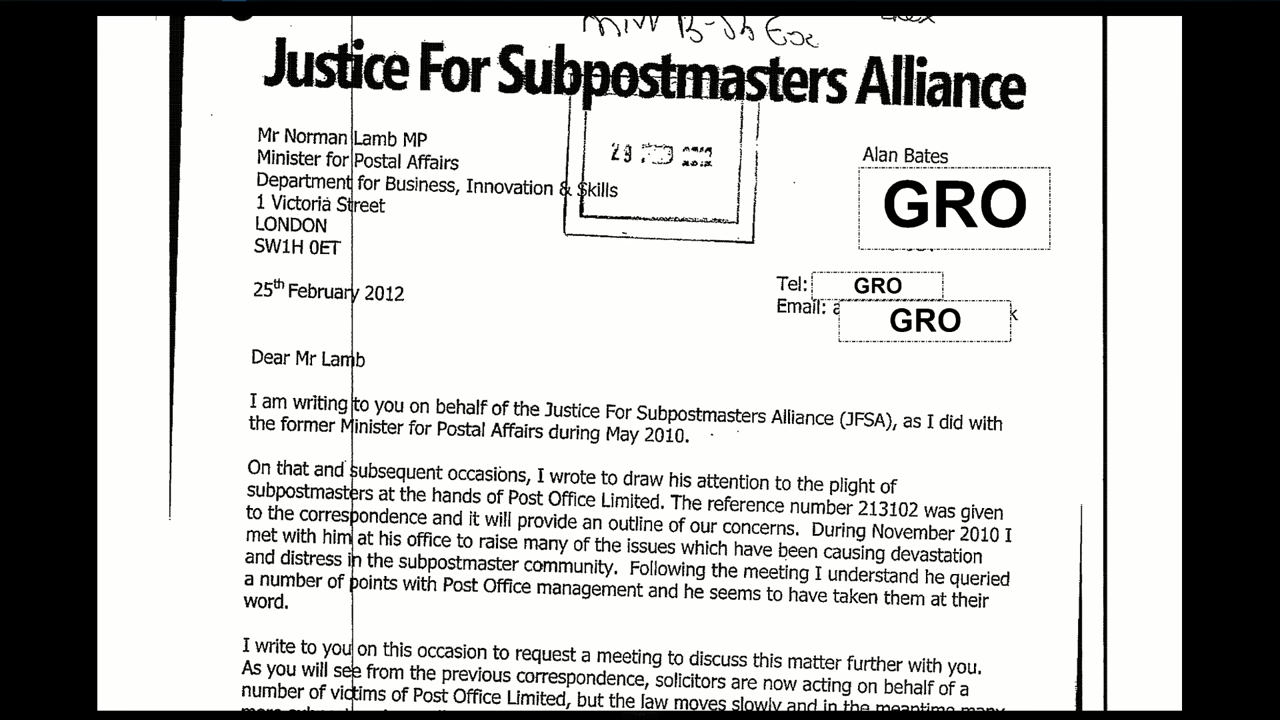 Justice For Subpostmasters Alliance
Mr Norman Lamb MP
Minister for Postal Affairs
Department for Business, Innovation & Skills
1 Victoria Street
LONDON
SW1H 0ET
29 FEB 2012
Alan Bates
GRO
Tel: GRO
Email: a GRO k
25th February 2012
Dear Mr Lamb
I am writing to you on behalf of the Justice For Subpostmasters Alliance (JFSA), as I did with
the former Minister for Postal Affairs during May 2010.
On that and subsequent occasions, I wrote to draw his attention to the plight of
subpostmasters at the hands of Post Office Limited. The reference number 213102 was given
to the correspondence and it will provide an outline of our concerns. During November 2010 I
met with him at his office to raise many of the issues which have been causing devastation
and distress in the subpostmaster community. Following the meeting I understand he queried
a number of points with Post Office management and he seems to have taken them at their
word.
I write to you on this occasion to request a meeting to discuss this matter further with you.
As you will see from the previous correspondence, solicitors are now acting on behalf of a
number of victims of Post Office Limited, but the law moves slowly and in the meantime many